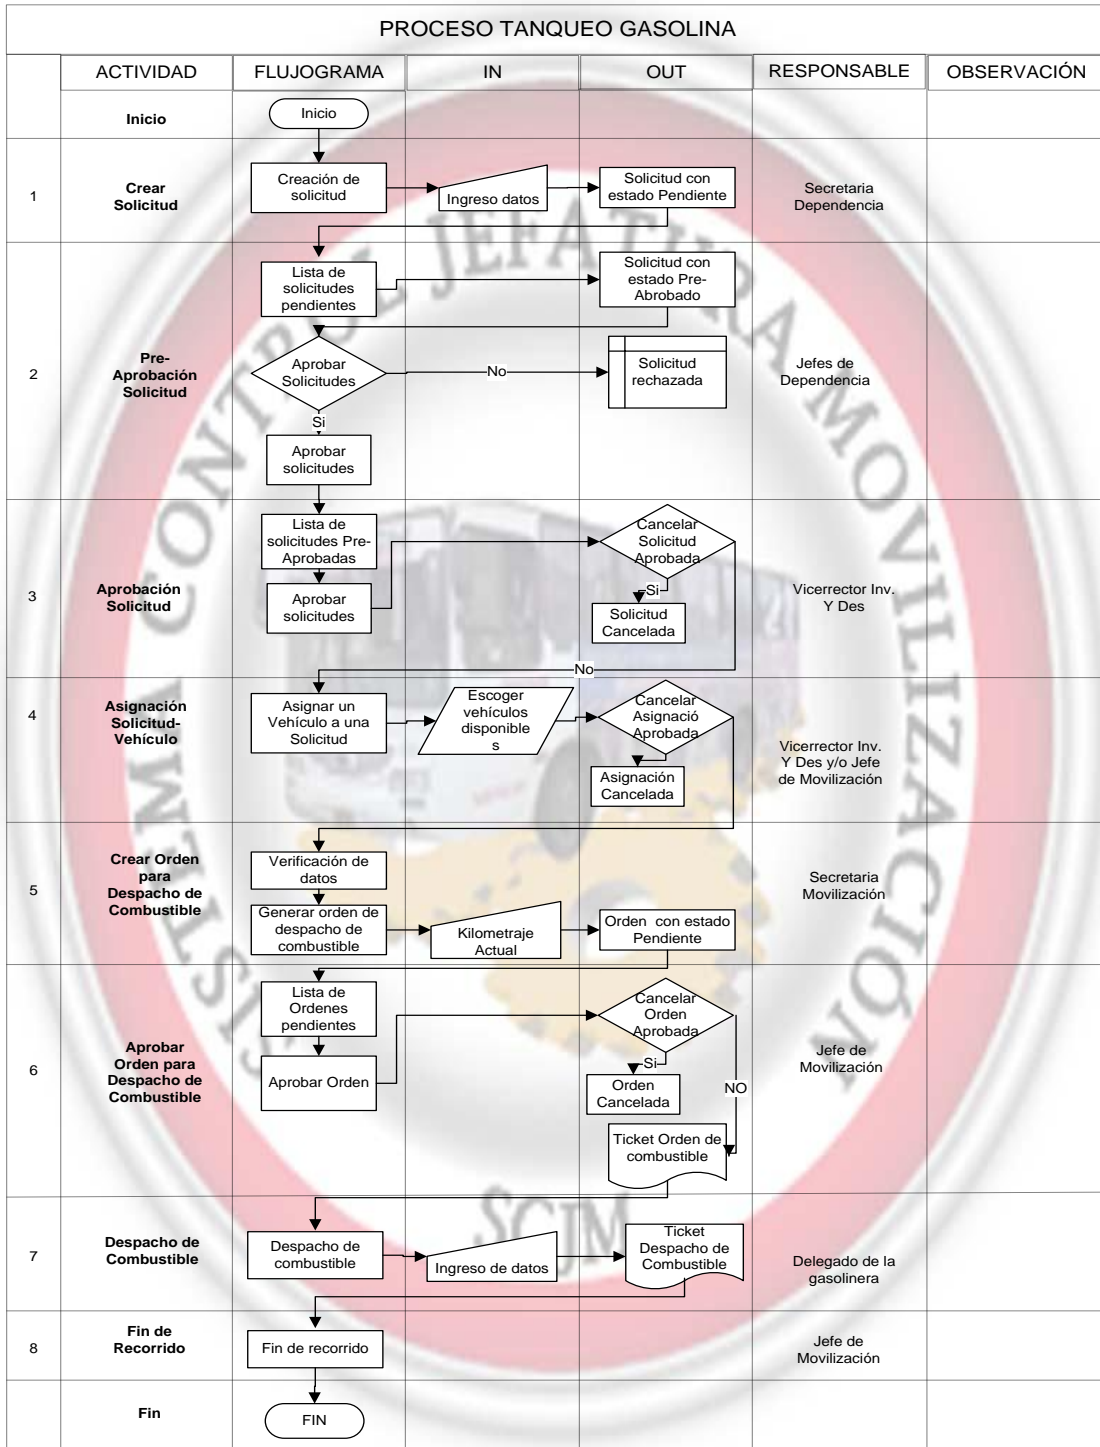 PROCESO TANQUEO GASOLINA
ACTIVIDAD
FLUJOGRAMA
IN
OUT
RESPONSABLE
OBSERVACIÓN
Inicio
Inicio
1
Crear
Solicitud
Creación de
solicitud
Ingreso datos
Solicitud con
estado Pendiente
Secretaria
Dependencia
2
Pre-
Aprobación
Solicitud
Lista de
solicitudes
pendientes
Solicitud con
estado Pre-
Abrobado
Aprobar
Solicitudes
No
Solicitud
rechazada
Si
Aprobar
solicitudes
Jefes de
Dependencia
3
Aprobación
Solicitud
Lista de
solicitudes Pre-
Aprobadas
Aprobar
solicitudes
Cancelar
Solicitud
Aprobada
Si
Solicitud
Cancelada
No
Vicerrector Inv.
Y Des
4
Asignación
Solicitud-
Vehículo
Asignar un
Vehículo a una
Solicitud
Escoger
vehículos
disponible
s
Cancelar
Asignació
Aprobada
Asignación
Cancelada
Vicerrector Inv.
Y Des y/o Jefe
de Movilización
5
Crear Orden
para
Despacho de
Combustible
Verificación de
datos
Generar orden de
despacho de
combustible
Kilometraje
Actual
Orden con estado
Pendiente
Secretaria
Movilización
6
Aprobar
Orden para
Despacho de
Combustible
Lista de
Ordenes
pendientes
Aprobar Orden
Cancelar
Orden
Aprobada
Si
Orden
Cancelada
NO
Ticket Orden de
combustible
Jefe de
Movilización
7
Despacho de
Combustible
Despacho de
combustible
Ingreso de datos
Ticket
Despacho de
Combustible
Delegado de la
gasolinera
8
Fin de
Recorrido
Fin de recorrido
Jefe de
Movilización
Fin
FIN
SISTEMA CONTROL JEFATURA MOVILIZACIÓN
SCJM